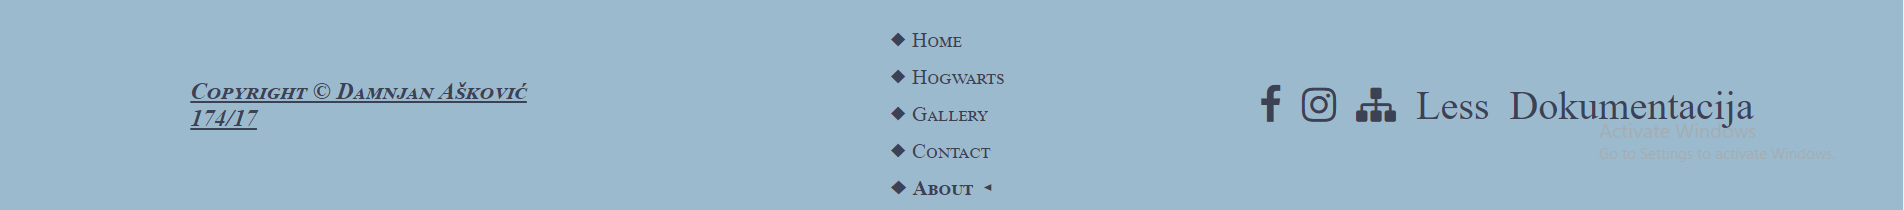 Copyright © Damnjan Ašković
174/17
Home
Hogwarts
Gallery
Contact
About
Less Dokumentacija
Activate Windows
Go to Settings to activate Windows.